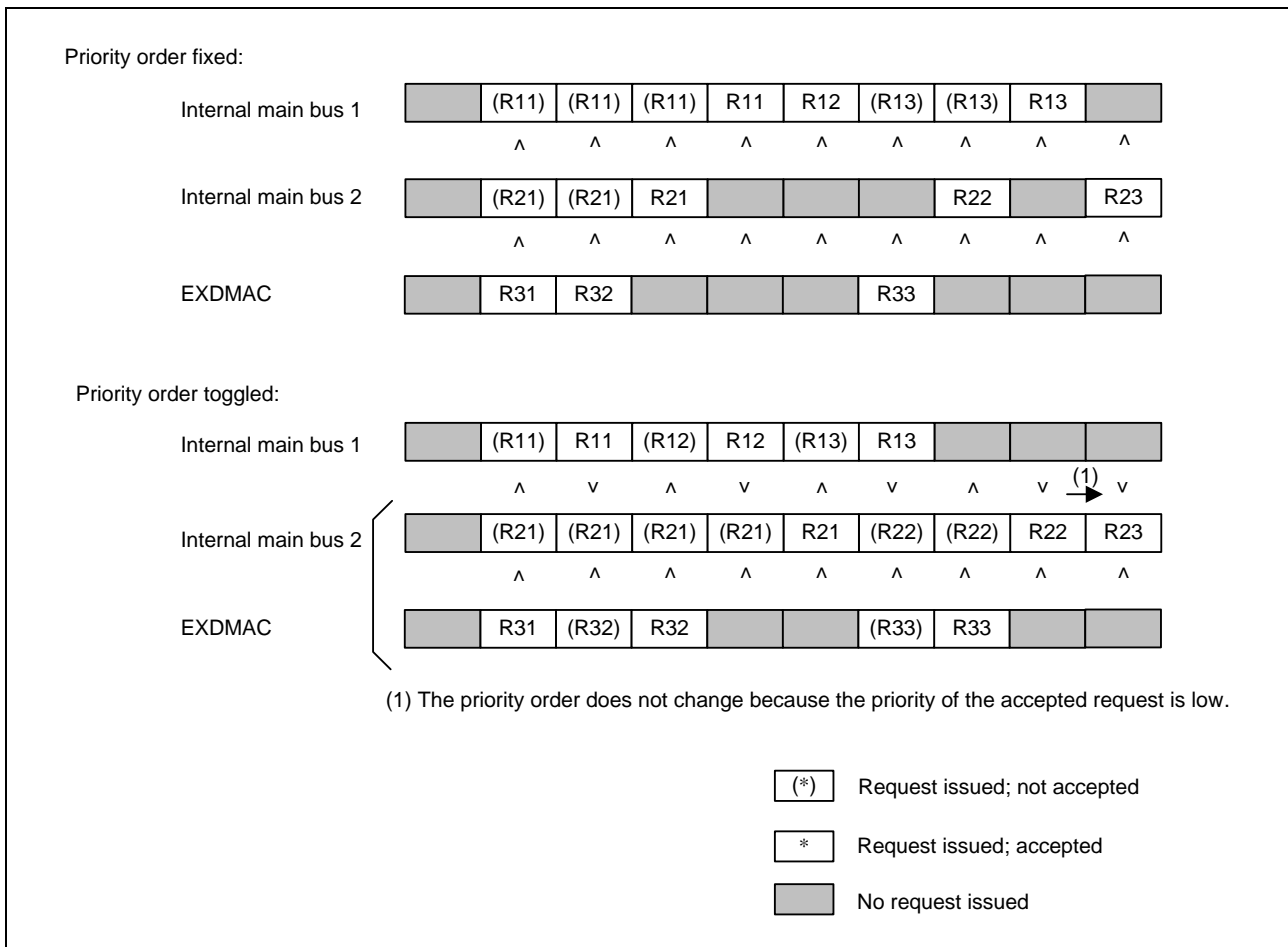 Priority order fixed:
Internal main bus 1 (R11) (R11) (R11) R11 R12 (R13) (R13) R13
^ ^ ^ ^ ^ ^ ^ ^ ^
Internal main bus 2 (R21) (R21) R21 R22 R23
^ ^ ^ ^ ^ ^ ^ ^ ^
EXDMAC R31 R32 R33
Priority order toggled:
Internal main bus 1 (R11) R11 (R12) R12 (R13) R13
^ v ^ v ^ v ^ v (1) v
Internal main bus 2 (R21) (R21) (R21) (R21) R21 (R22) (R22) R22 R23
^ ^ ^ ^ ^ ^ ^ ^ ^
EXDMAC R31 (R32) R32 (R33) R33
(1) The priority order does not change because the priority of the accepted request is low.
(*) Request issued; not accepted
* Request issued; accepted
No request issued